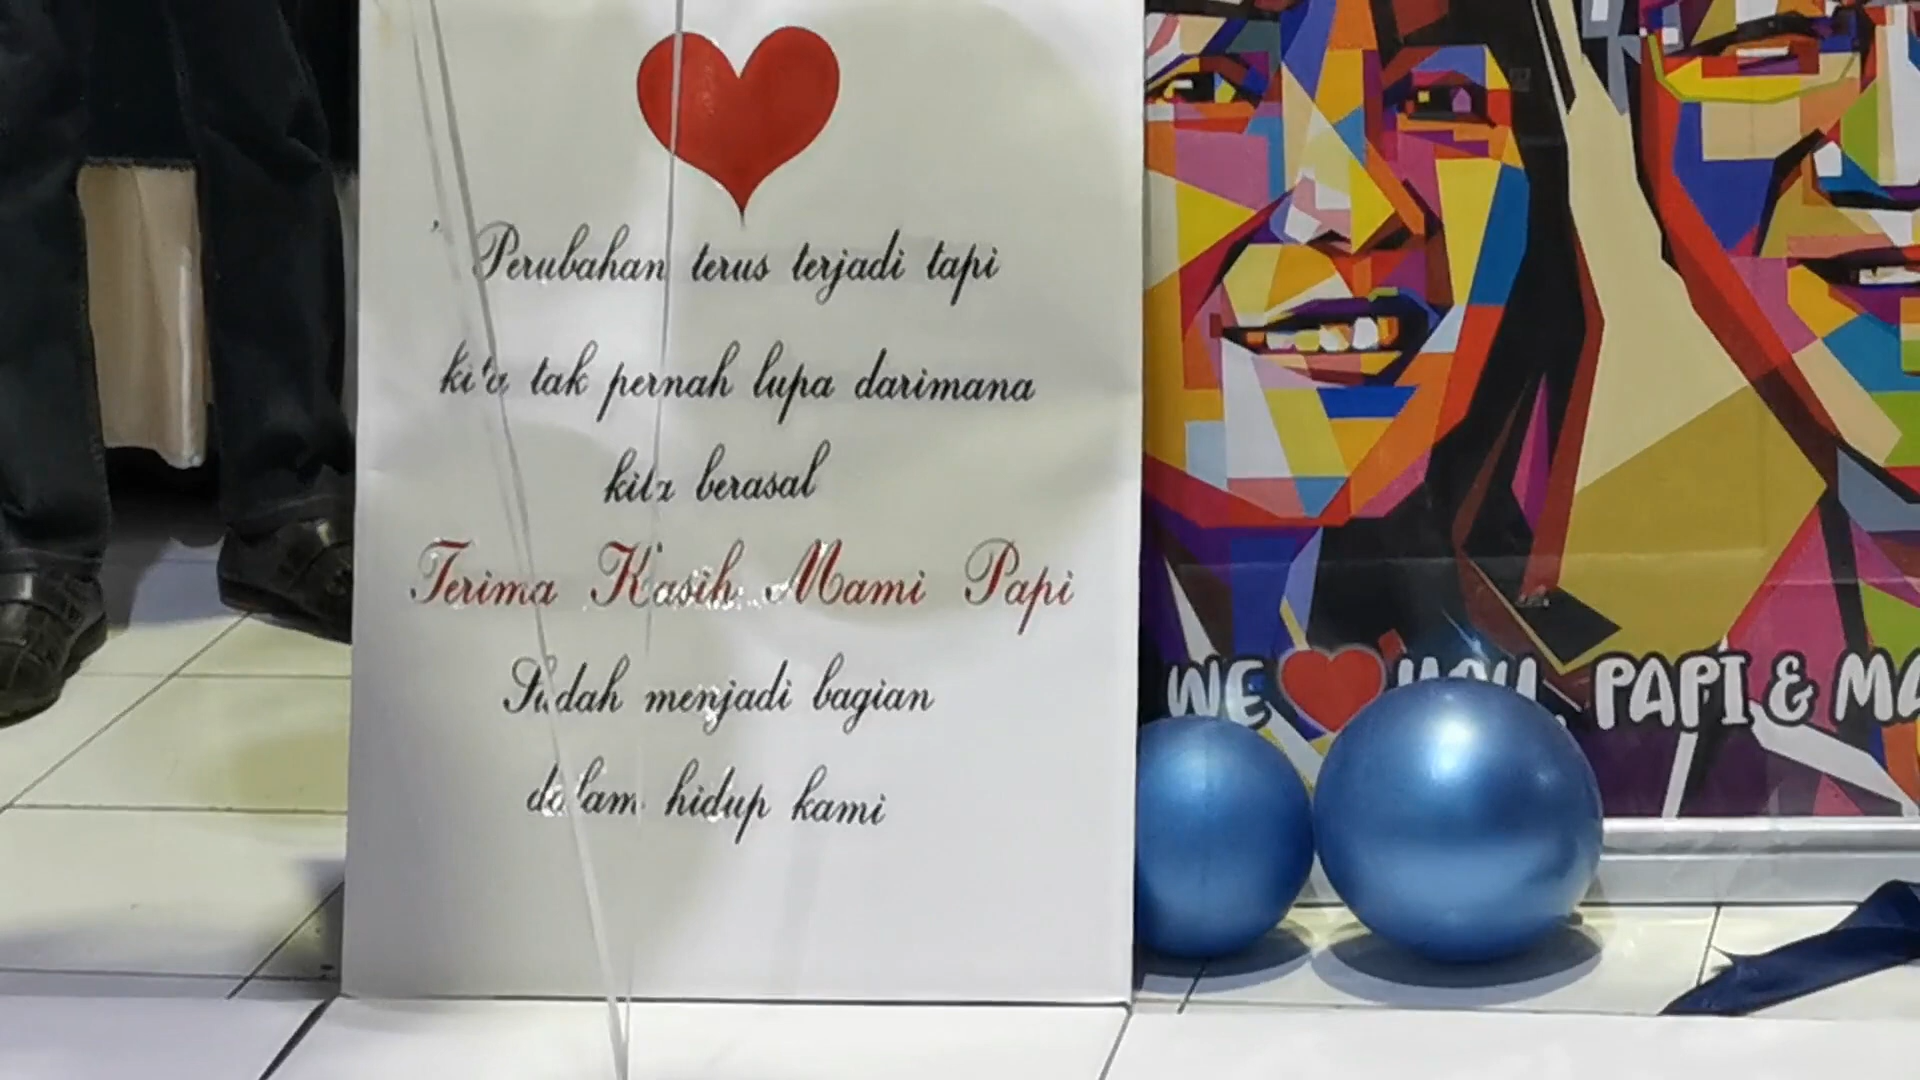 Perubahan terus terjadi tapi
kita tak pernah lupa darimana
kita berasal
Terima Kasih Mami Papi
Sudah menjadi bagian
dalam hidup kami
WE ❤ YOU, PAPI & MA